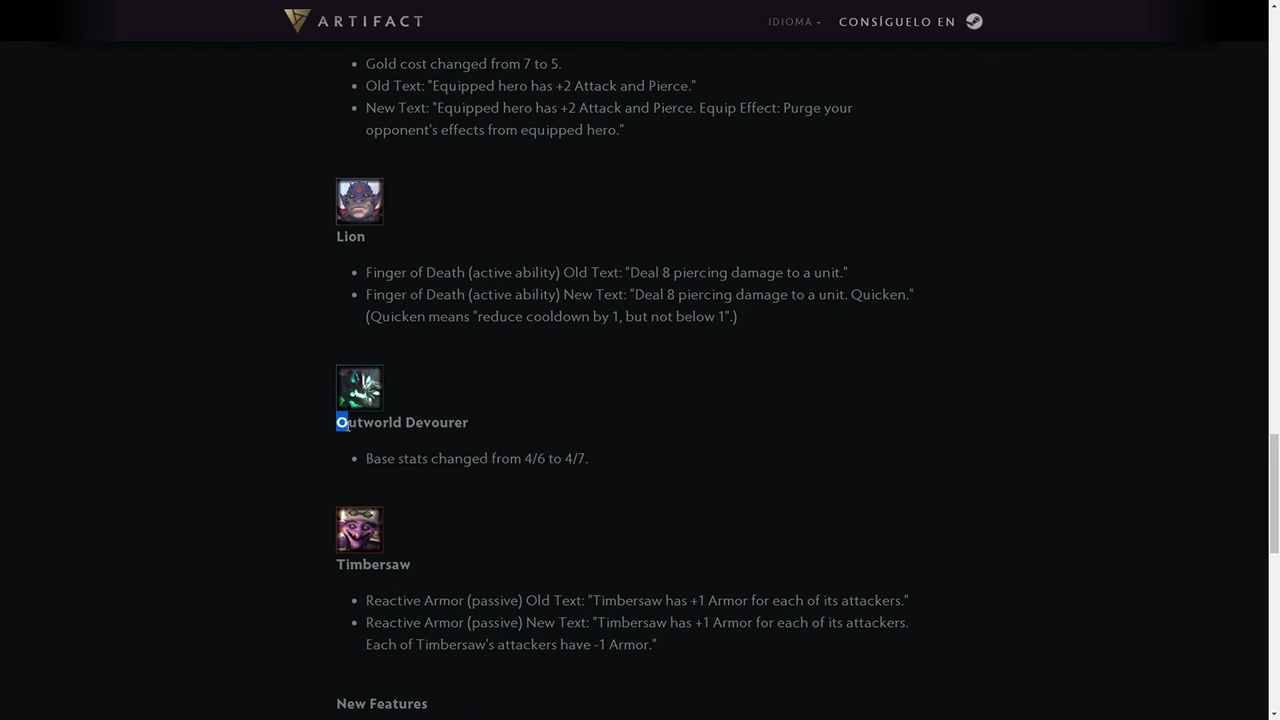 ARTIFACT
IDIOMA
CONSÍGUELO EN
Gold cost changed from 7 to 5.
Old Text: "Equipped hero has +2 Attack and Pierce."
New Text: "Equipped hero has +2 Attack and Pierce. Equip Effect: Purge your
opponent's effects from equipped hero."
Lion
Finger of Death (active ability) Old Text: "Deal 8 piercing damage to a unit."
Finger of Death (active ability) New Text: "Deal 8 piercing damage to a unit. Quicken."
(Quicken means "reduce cooldown by 1, but not below 1".)
Outworld Devourer
Base stats changed from 4/6 to 4/7.
Timbersaw
Reactive Armor (passive) Old Text: "Timbersaw has +1 Armor for each of its attackers."
Reactive Armor (passive) New Text: "Timbersaw has +1 Armor for each of its attackers.
Each of Timbersaw's attackers have -1 Armor."
New Features